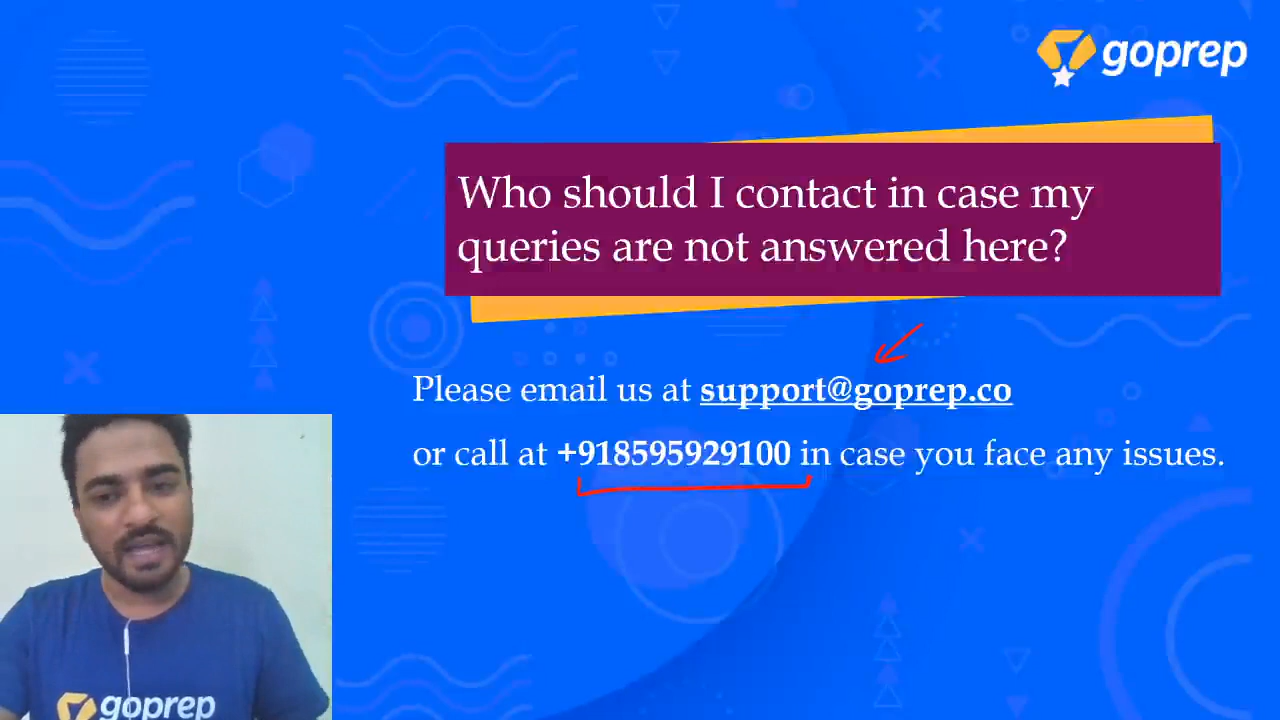 goprep
Who should I contact in case my
queries are not answered here?
Please email us at support@goprep.co
or call at +918595929100 in case you face any issues.
goprep